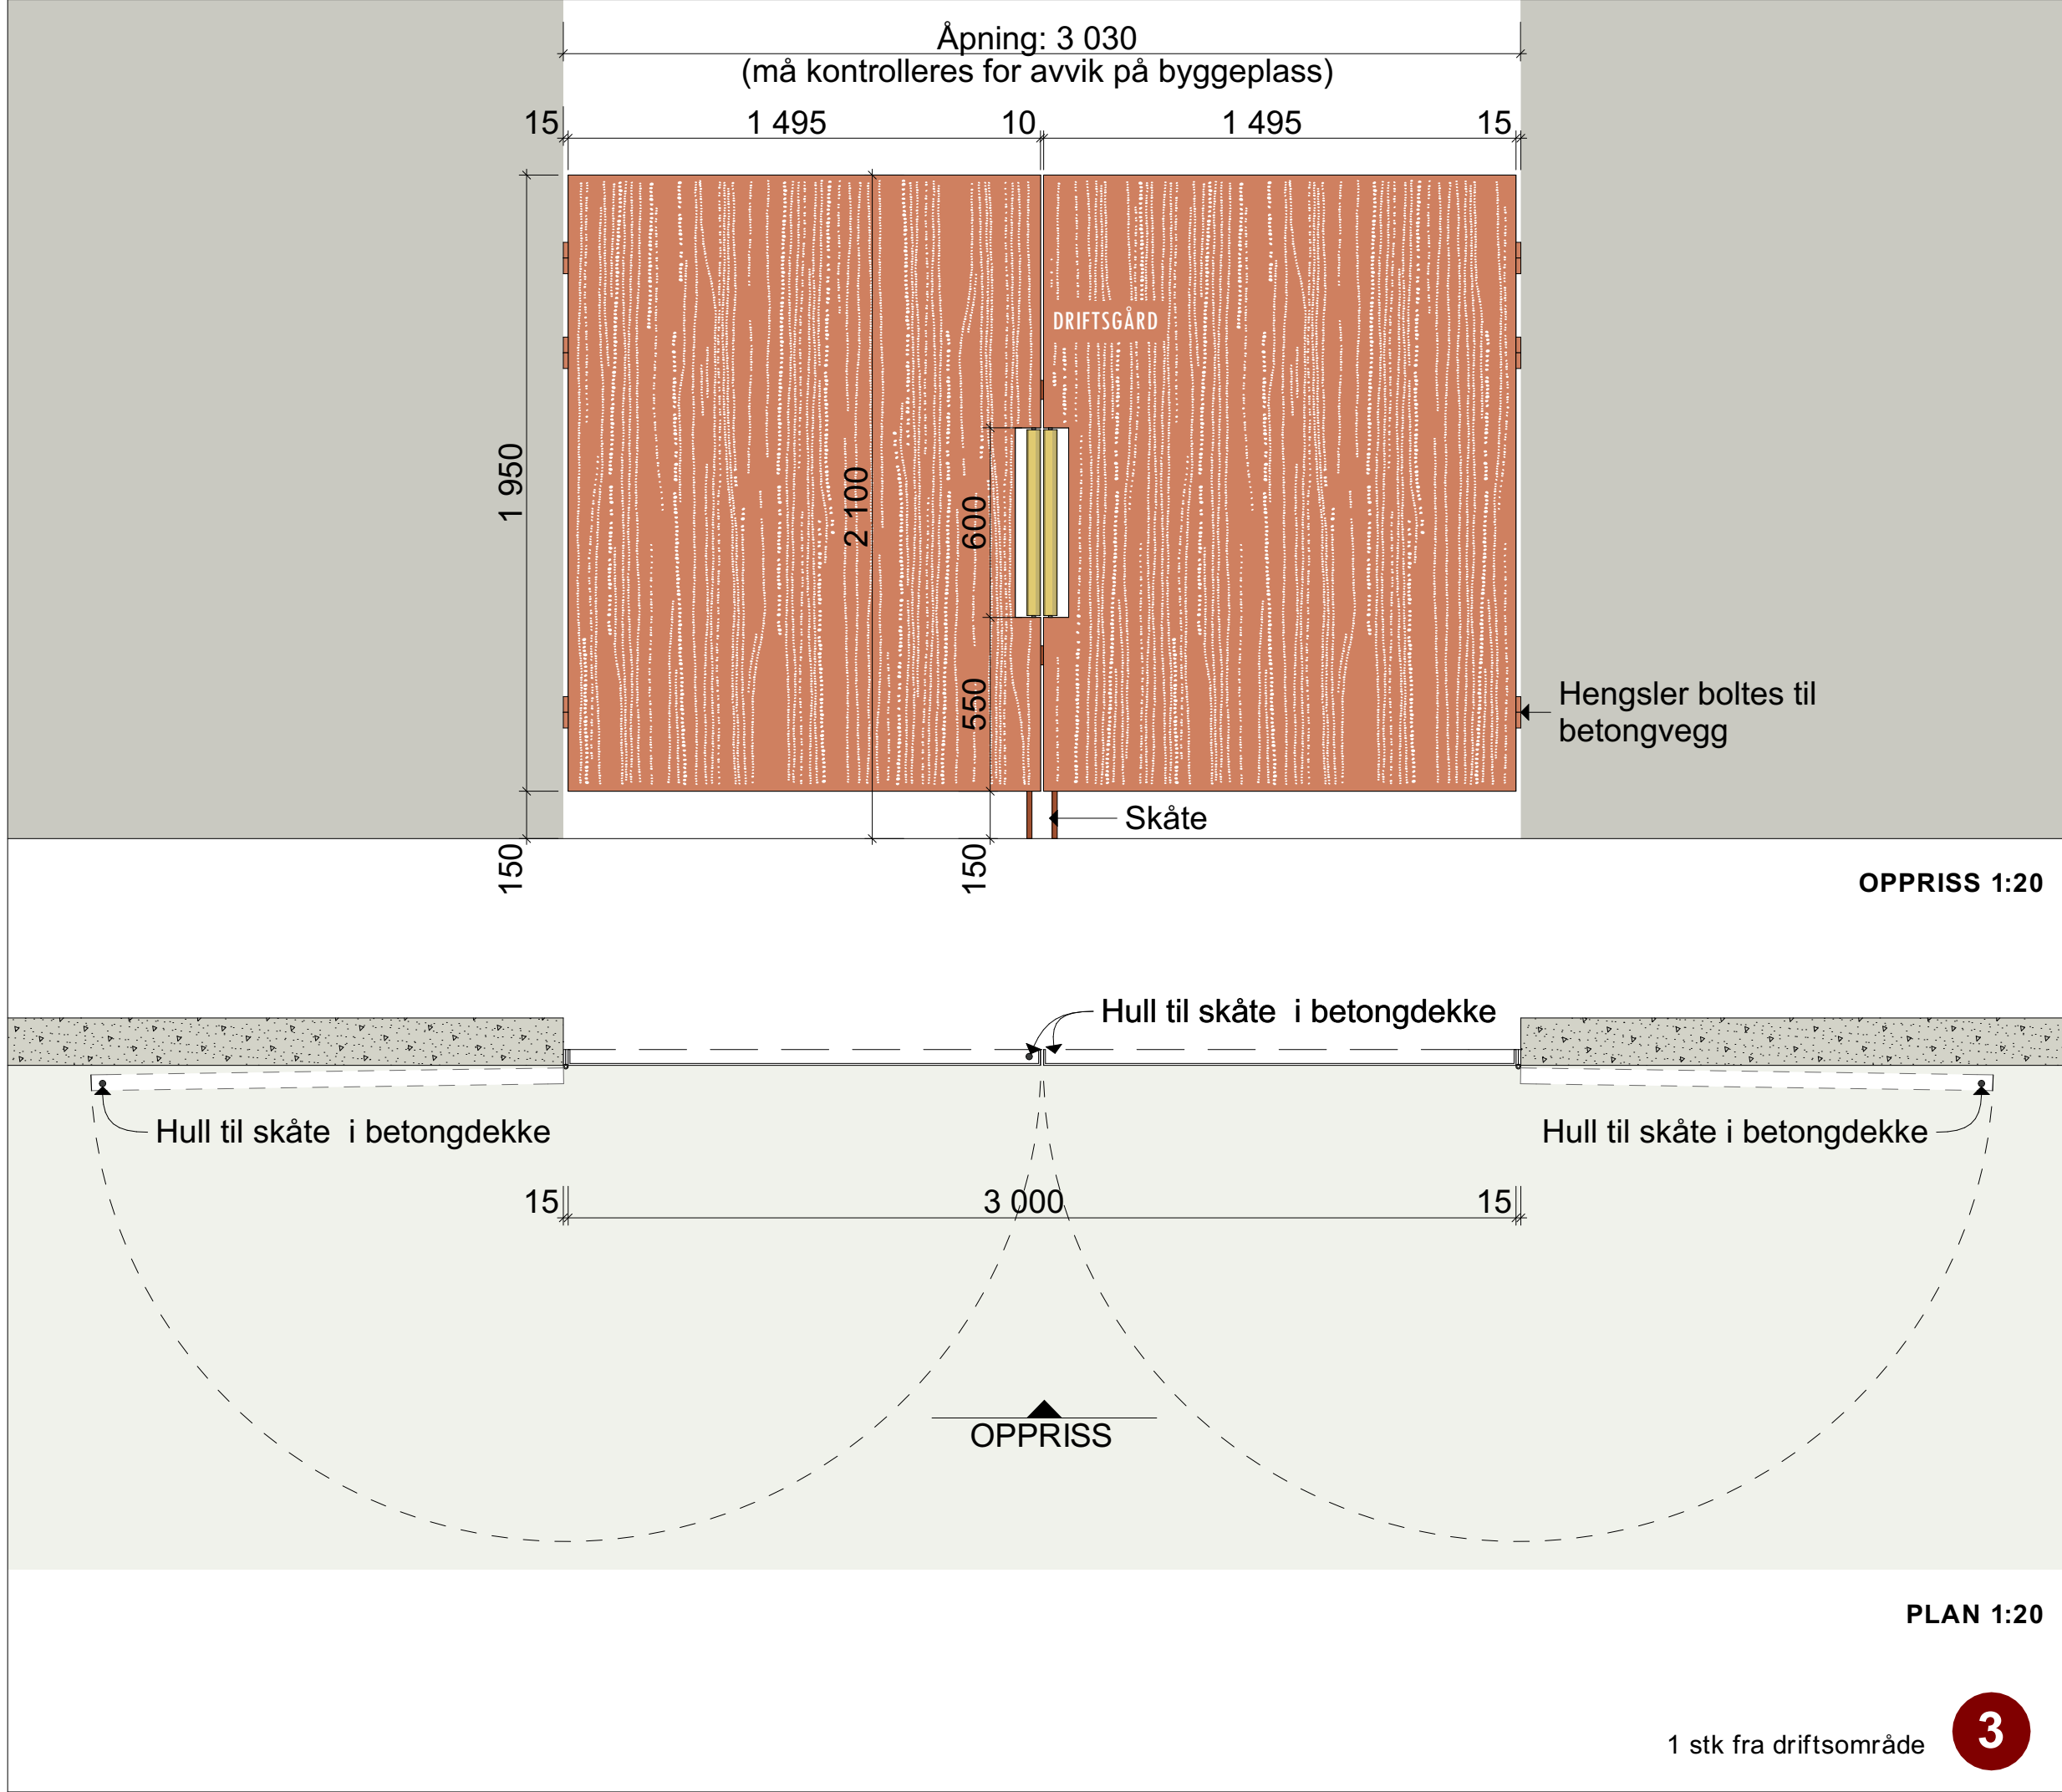 Åpning: 3 030
(må kontrolleres for avvik på byggeplass)
15 1 495 10 1 495 15
DRIFTSGÅRD
1 950
2 100
600
550
Hengsler boltes til
betongvegg
Skåte
150
150
OPPRISS 1:20
Hull til skåte i betongdekke
Hull til skåte i betongdekke
Hull til skåte i betongdekke
15 3 000 15
OPPRISS
PLAN 1:20
1 stk fra driftsområde
3